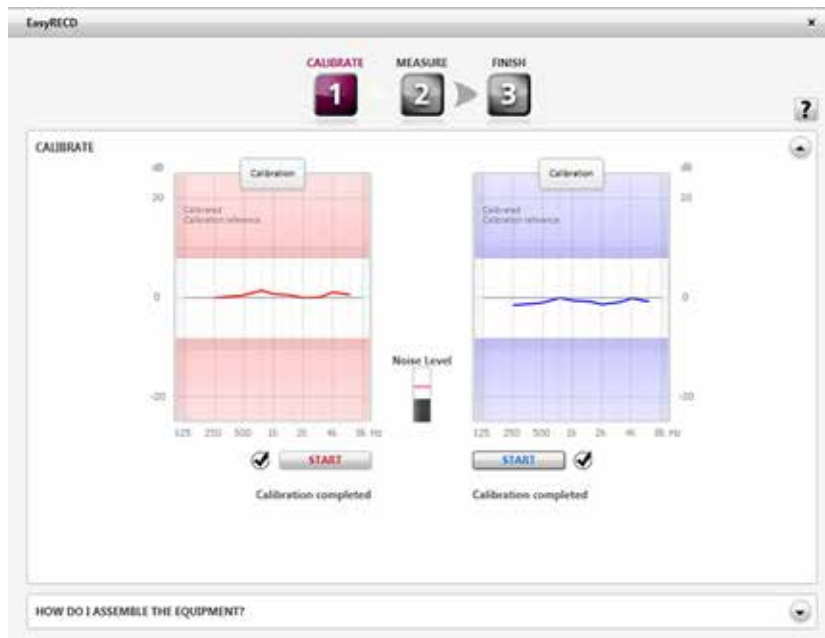 EasyRECD ×
CALIBRATE MEASURE FINISH
1 2 3
?
CALIBRATE
dB Calibration Calibration dB
20 20
Calibrated Calibrated
Calibration reference Calibration reference
0 0
Noise Level
-20 -20
125 250 500 1k 2k 4k 8k Hz 125 250 500 1k 2k 4k 8k Hz
START START
Calibration completed Calibration completed
HOW DO I ASSEMBLE THE EQUIPMENT?